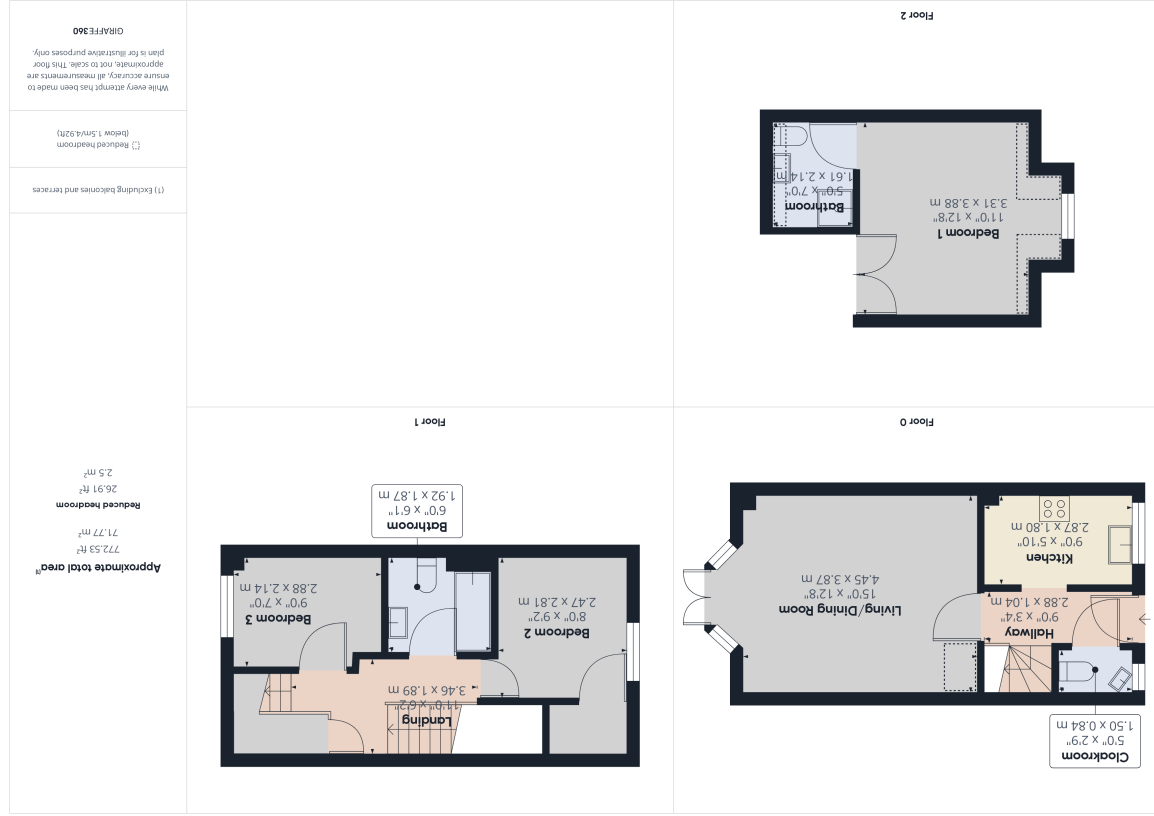 Approximate total area⁽¹⁾
772.53 ft²
71.77 m²
Reduced headroom
26.91 ft²
2.5 m²
(1) Excluding balconies and terraces
Reduced headroom
(below 1.5m/4.92ft)
While every attempt has been made to
ensure accuracy, all measurements are
approximate, not to scale. This floor
plan is for illustrative purposes only.
GIRAFFE360
Cloakroom
5'0" x 2'9"
1.50 x 0.84 m
Hallway
9'0" x 3'4"
2.88 x 1.04 m
Living/Dining Room
15'0" x 12'8"
4.45 x 3.87 m
Kitchen
9'0" x 5'10"
2.87 x 1.80 m
Floor 0
Landing
11'0" x 6'2"
3.46 x 1.89 m
Bedroom 2
8'0" x 9'2"
2.47 x 2.81 m
Bedroom 3
9'0" x 7'0"
2.88 x 2.14 m
Bathroom
6'0" x 6'1"
1.92 x 1.87 m
Floor 1
Bedroom 1
11'0" x 12'8"
3.31 x 3.88 m
Bathroom
5'0" x 7'0"
1.61 x 2.14 m
Floor 2